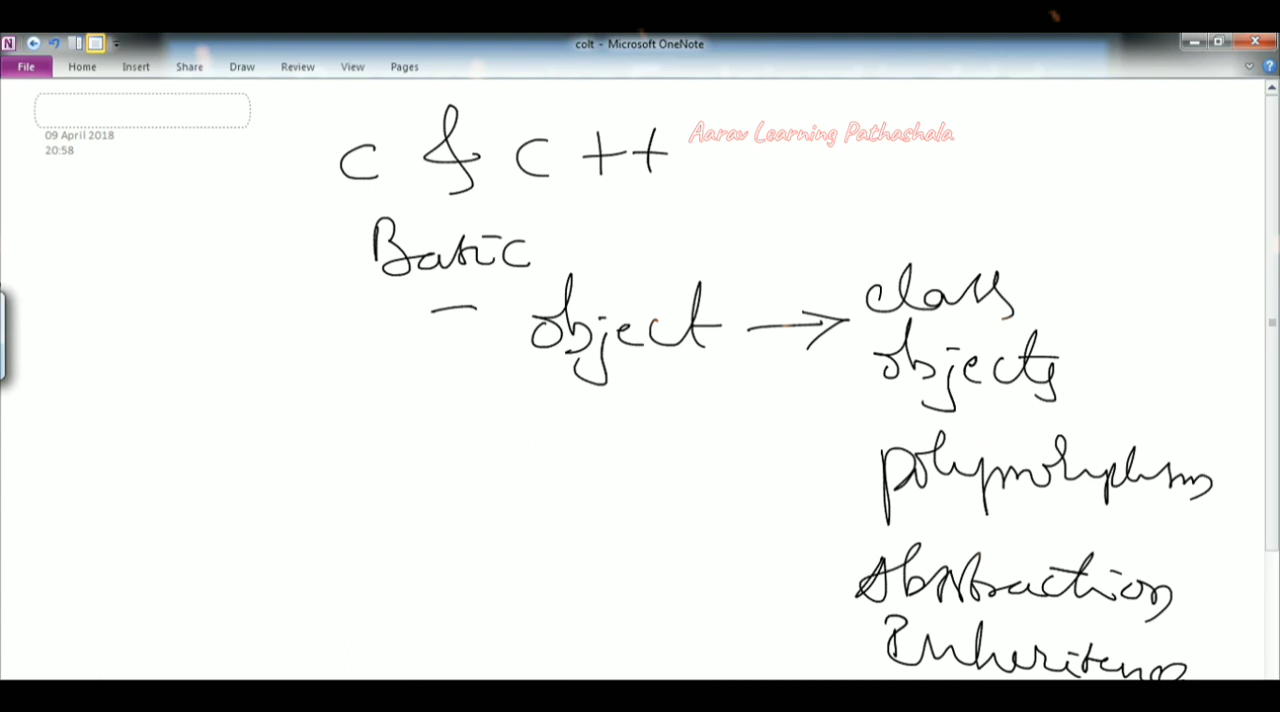 colt - Microsoft OneNote
File Home Insert Share Draw Review View Pages
09 April 2018
20:58
Aarav Learning Pathashala
C & C ++
Basic
object → class
objects
polymorphism
Abstraction